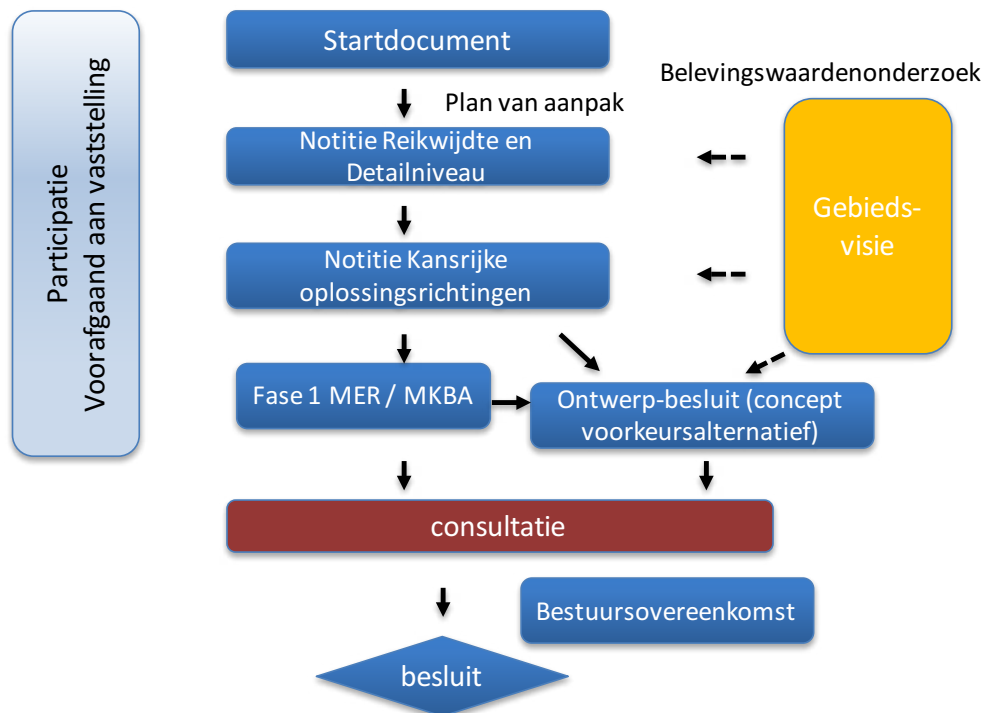 Participatie
Voorafgaand aan vaststelling
Startdocument
Plan van aanpak
Belevingswaardenonderzoek
Notitie Reikwijdte en
Detailniveau
Gebieds-
visie
Notitie Kansrijke
oplossingsrichtingen
Fase 1 MER / MKBA
Ontwerp-besluit (concept
voorkeursalternatief)
consultatie
Bestuursovereenkomst
besluit